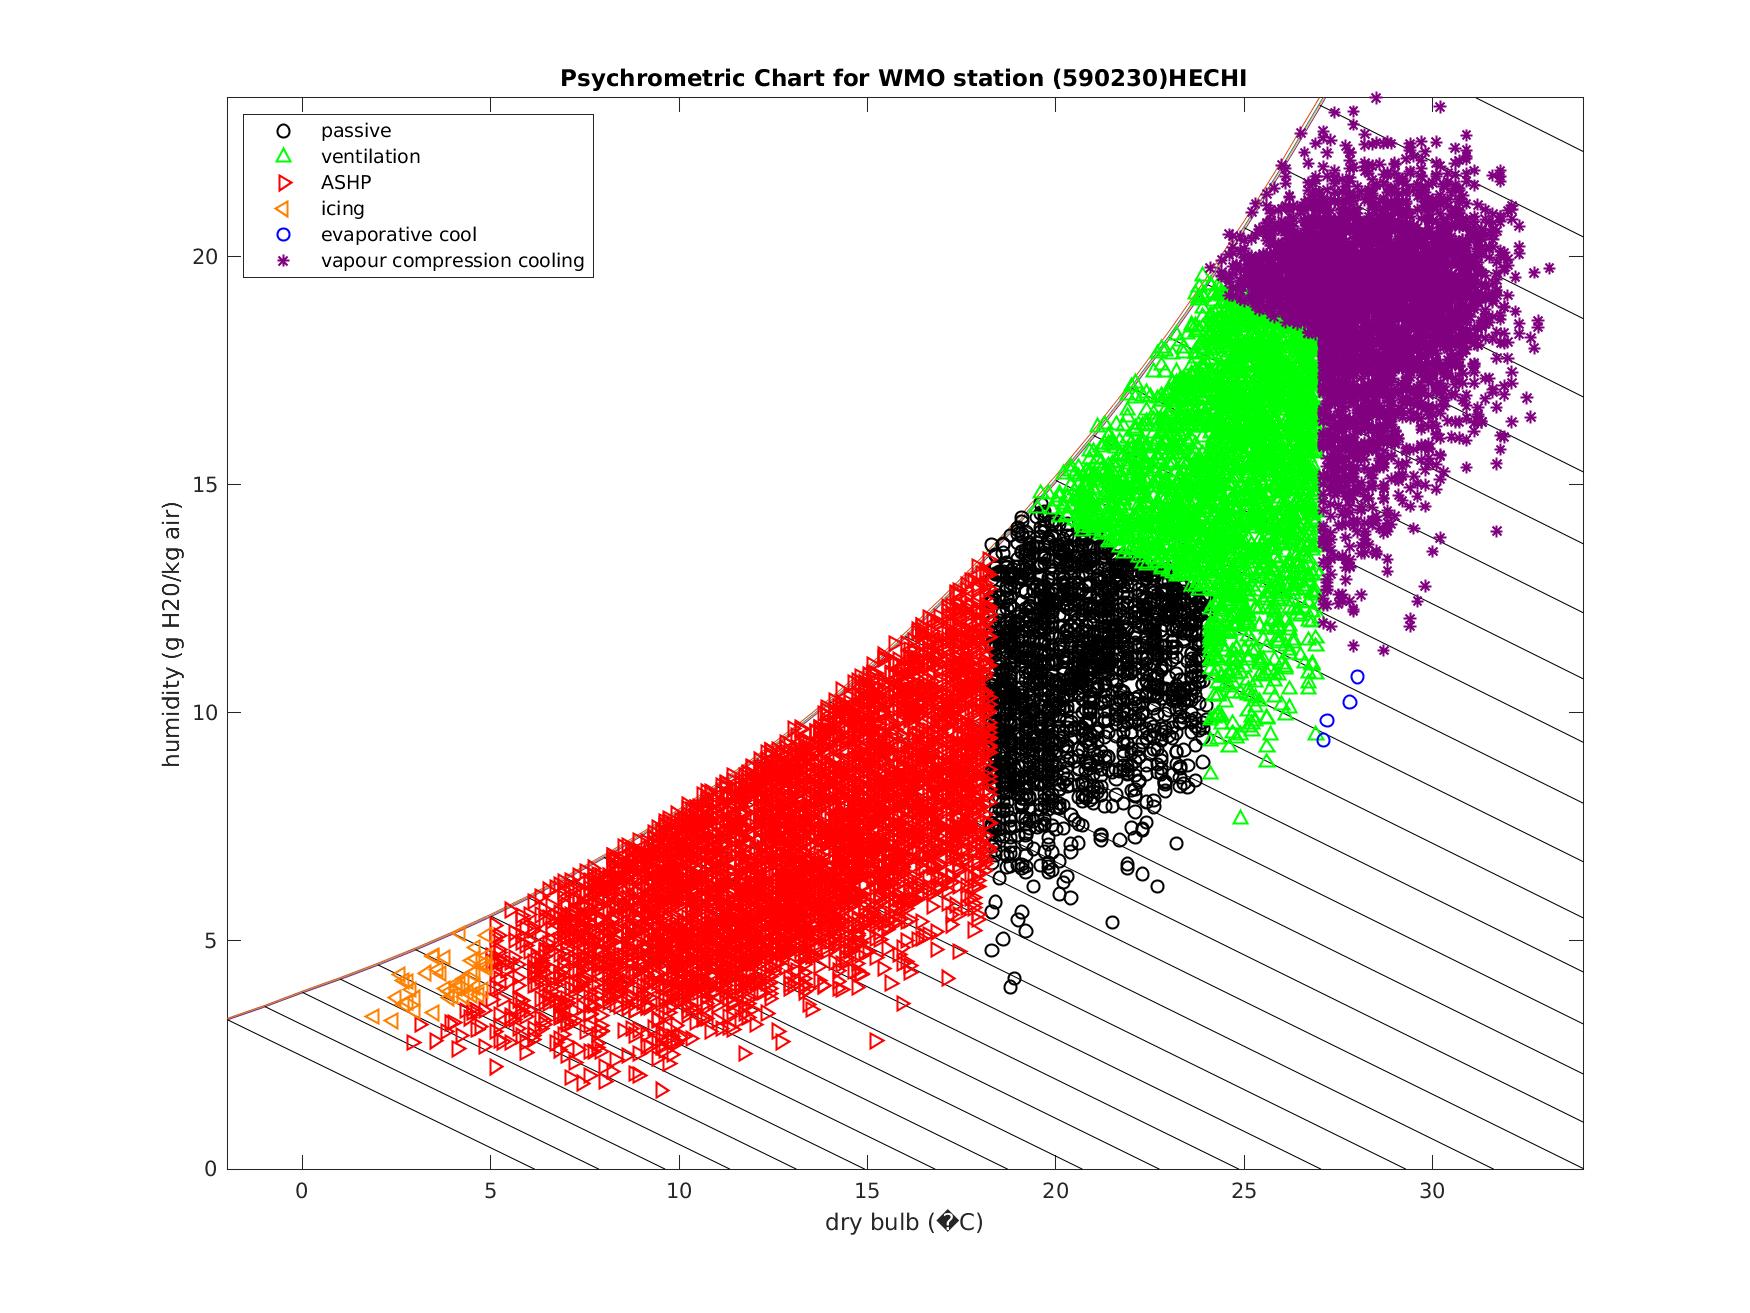 Psychrometric Chart for WMO station (590230)HECHI
passive
ventilation
ASHP
icing
evaporative cool
vapour compression cooling
humidity (g H20/kg air)
20
15
10
5
0
0 5 10 15 20 25 30
dry bulb (�C)